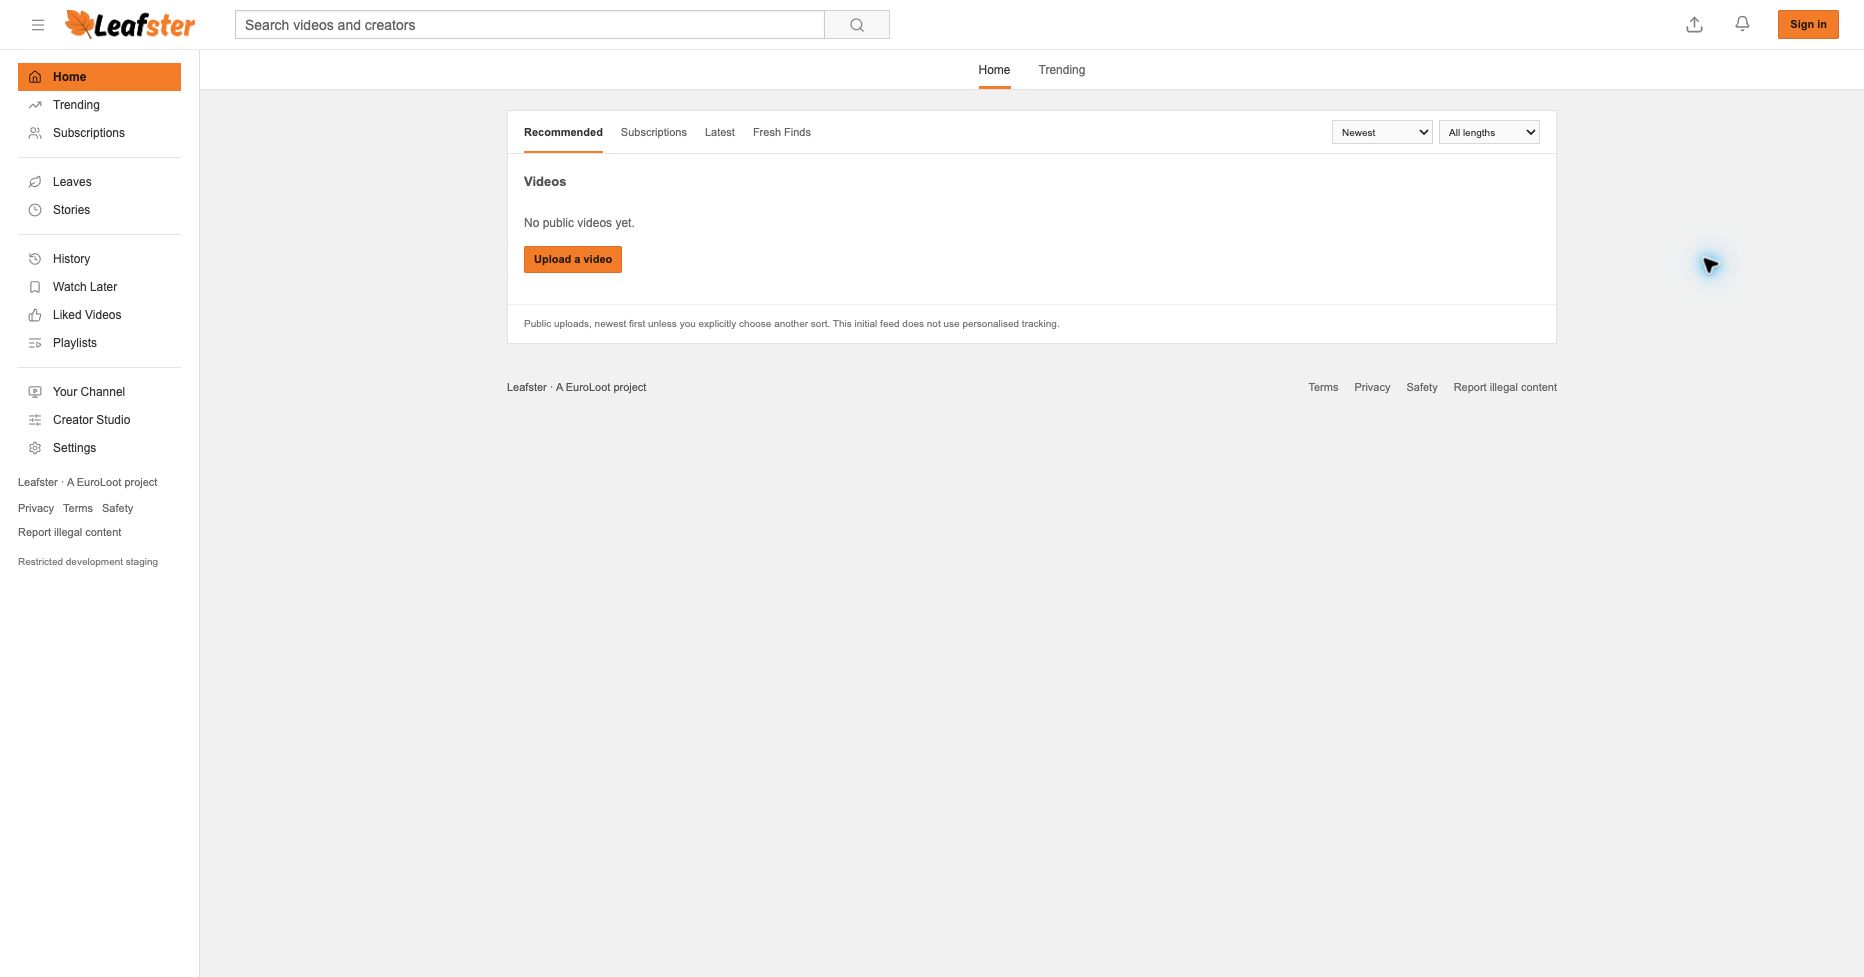 Leafster
Search videos and creators
Sign in
Home
Trending
Subscriptions
Leaves
Stories
History
Watch Later
Liked Videos
Playlists
Your Channel
Creator Studio
Settings
Leafster · A EuroLoot project
Privacy Terms Safety
Report illegal content
Restricted development staging
Home Trending
Recommended Subscriptions Latest Fresh Finds Newest All lengths
Videos
No public videos yet.
Upload a video
Public uploads, newest first unless you explicitly choose another sort. This initial feed does not use personalised tracking.
Leafster · A EuroLoot project Terms Privacy Safety Report illegal content